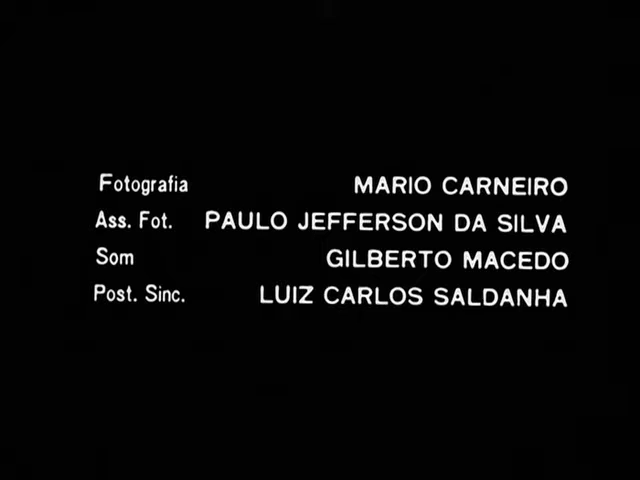 Fotografia MARIO CARNEIRO
Ass. Fot. PAULO JEFFERSON DA SILVA
Som GILBERTO MACEDO
Post. Sinc. LUIZ CARLOS SALDANHA